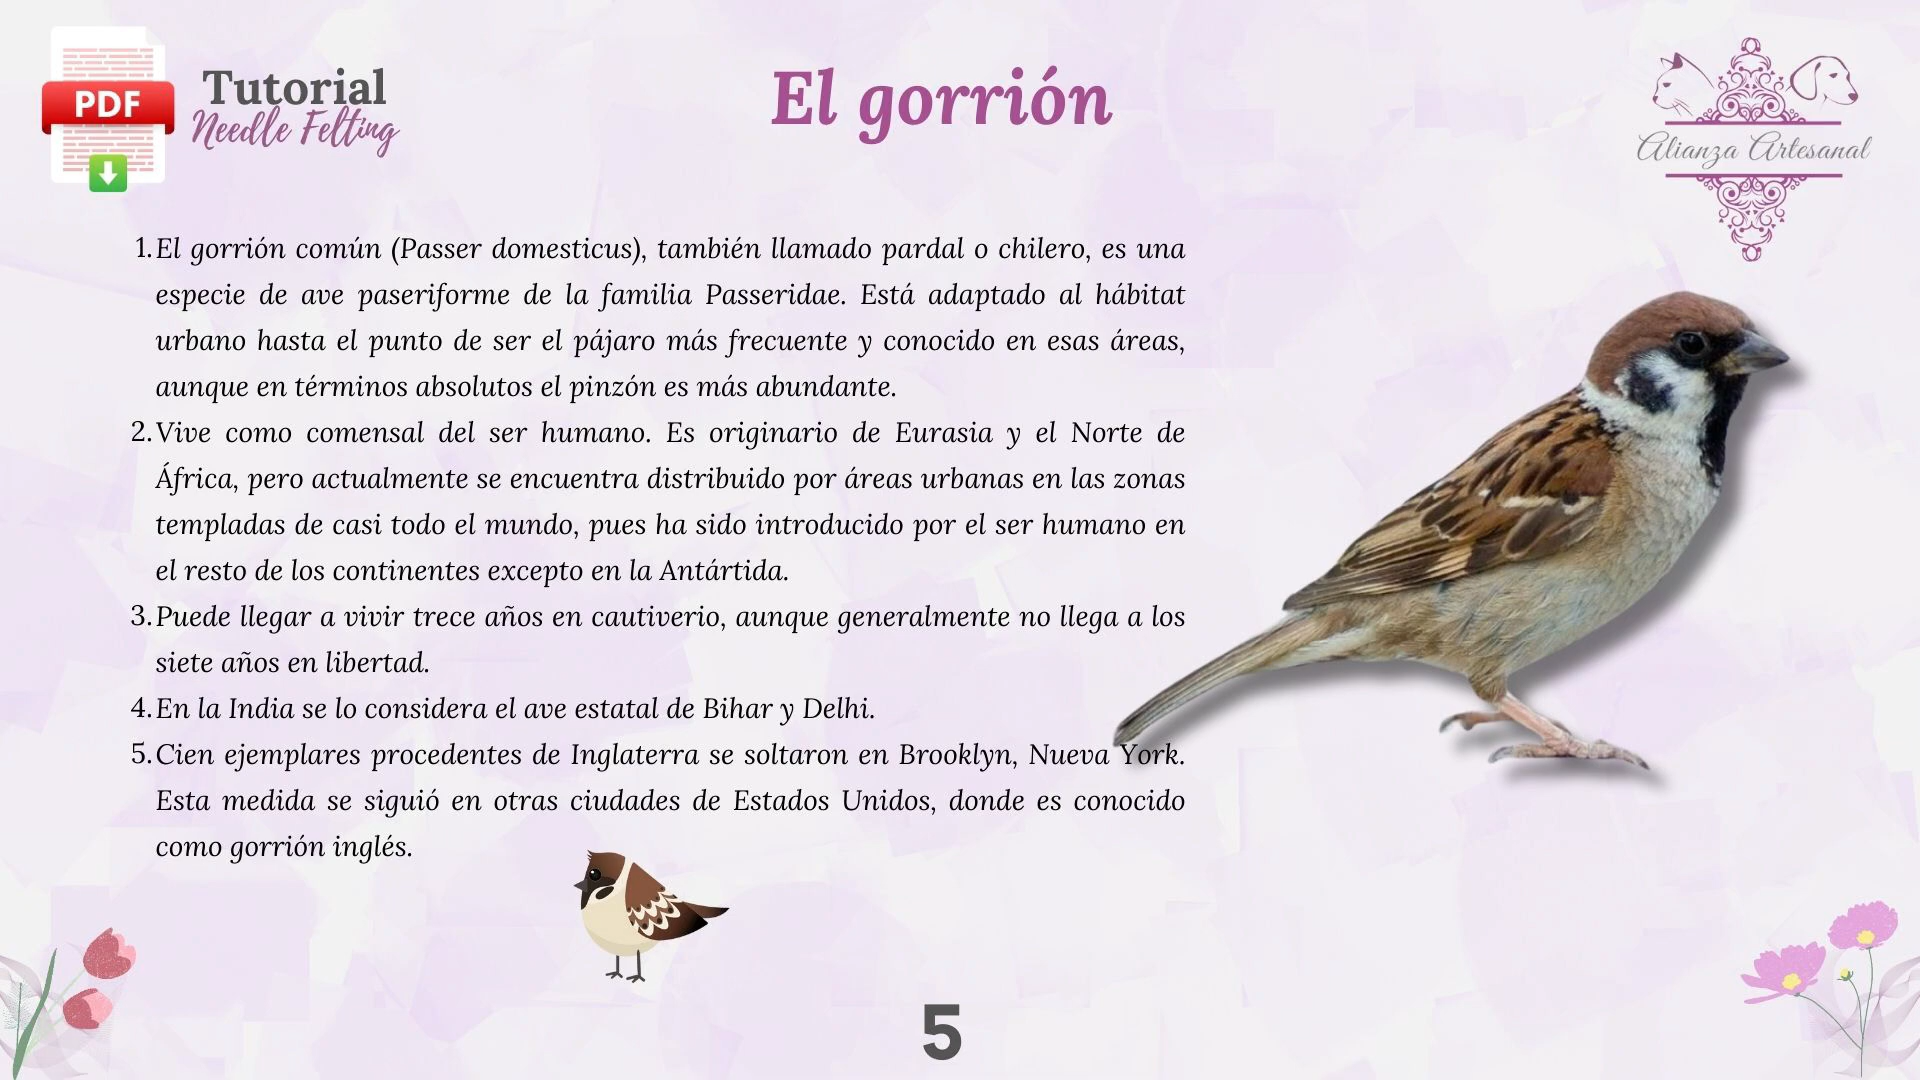 PDF
Tutorial
Needle Felting
El gorrión
Alianza Artesanal
1. El gorrión común (Passer domesticus), también llamado pardal o chilero, es una
especie de ave paseriforme de la familia Passeridae. Está adaptado al hábitat
urbano hasta el punto de ser el pájaro más frecuente y conocido en esas áreas,
aunque en términos absolutos el pinzón es más abundante.
2. Vive como comensal del ser humano. Es originario de Eurasia y el Norte de
África, pero actualmente se encuentra distribuido por áreas urbanas en las zonas
templadas de casi todo el mundo, pues ha sido introducido por el ser humano en
el resto de los continentes excepto en la Antártida.
3. Puede llegar a vivir trece años en cautiverio, aunque generalmente no llega a los
siete años en libertad.
4. En la India se lo considera el ave estatal de Bihar y Delhi.
5. Cien ejemplares procedentes de Inglaterra se soltaron en Brooklyn, Nueva York.
Esta medida se siguió en otras ciudades de Estados Unidos, donde es conocido
como gorrión inglés.
5